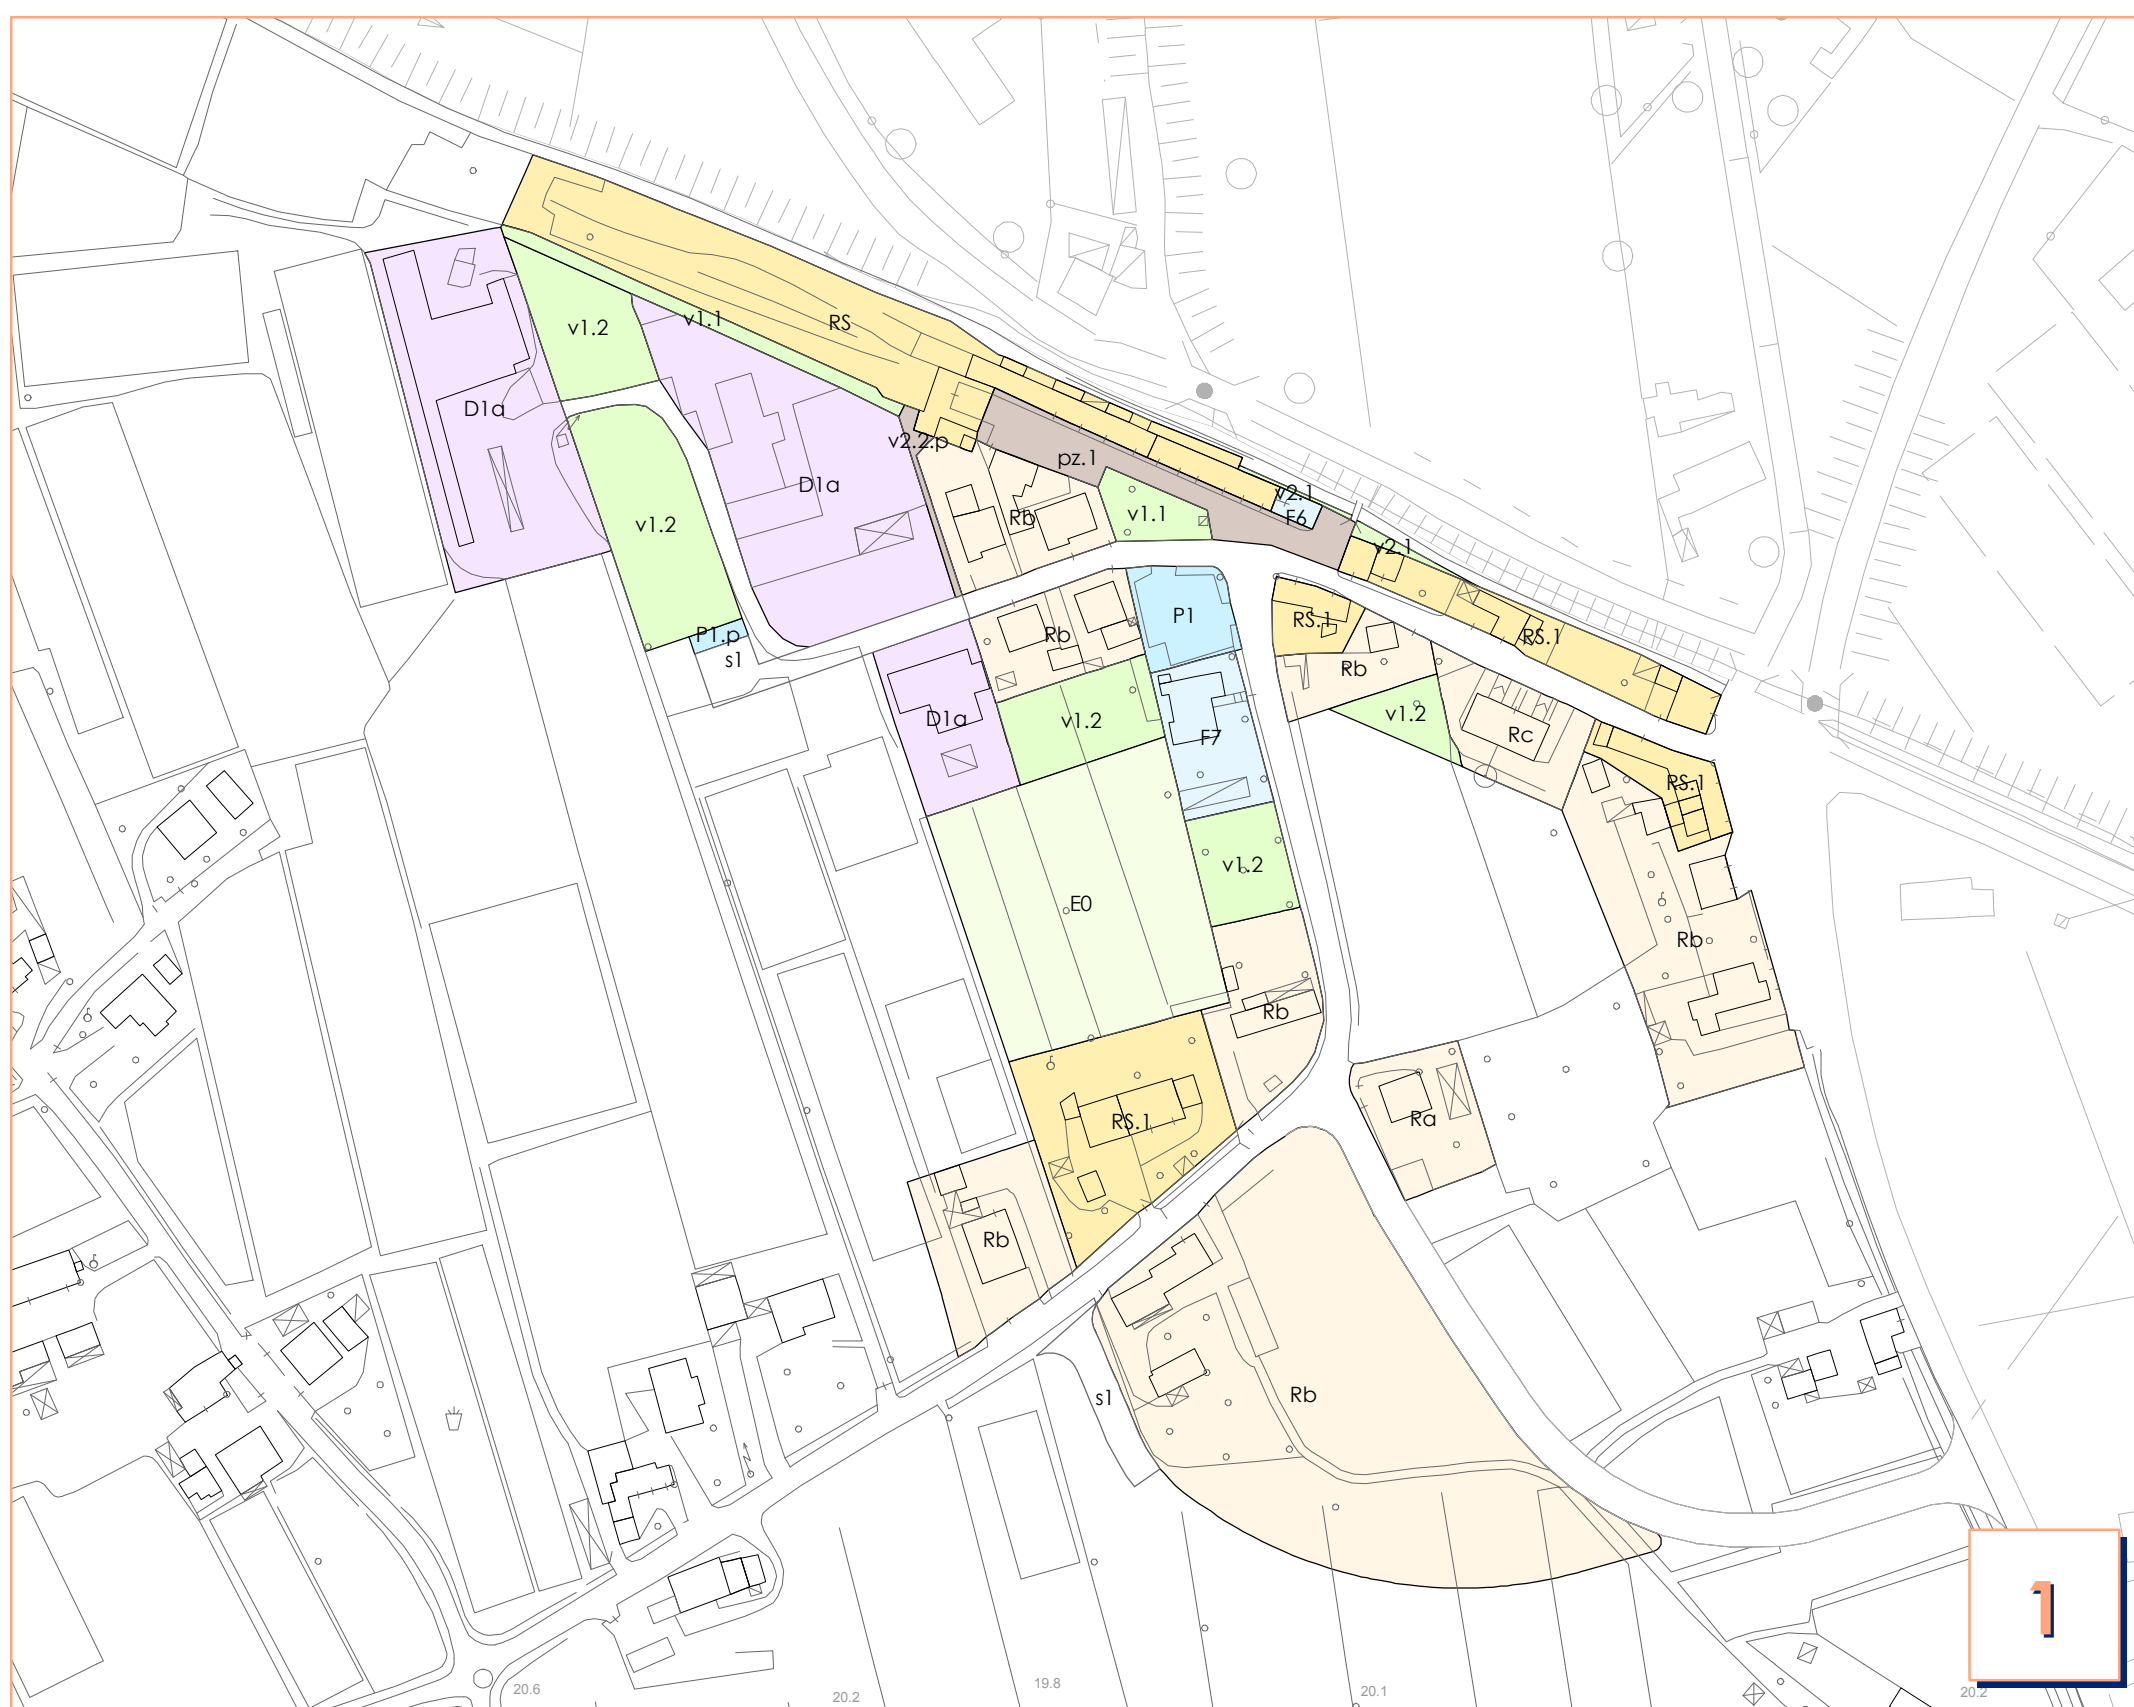 RS
v1.1
v1.2
D1a
v2.2.p
pz.1
D1a
v2.1
v1.1
Rb
F6
v1.2
v2.1
P1
RS.1
P1.p
Rb
RS.1
s1
Rb
v1.2
D1a
v1.2
Rc
F7
RS.1
v1.2
E0
Rb
Rb
RS.1
Ra
Rb
Rb
s1
1
20.6
20.2
19.8
20.1
20.2